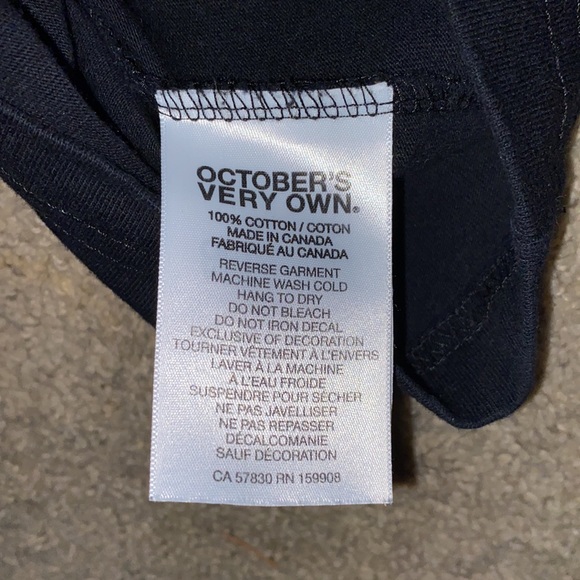 OCTOBER'S
VERY OWN®
100% COTTON / COTON
MADE IN CANADA
FABRIQUÉ AU CANADA
REVERSE GARMENT
MACHINE WASH COLD
HANG TO DRY
DO NOT BLEACH
DO NOT IRON DECAL
EXCLUSIVE OF DECORATION
TOURNER VÊTEMENT À L'ENVERS
LAVER À LA MACHINE
À L'EAU FROIDE
SUSPENDRE POUR SÉCHER
NE PAS JAVELLISER
NE PAS REPASSER
DÉCALCOMANIE
SAUF DÉCORATION
CA 57830 RN 159908